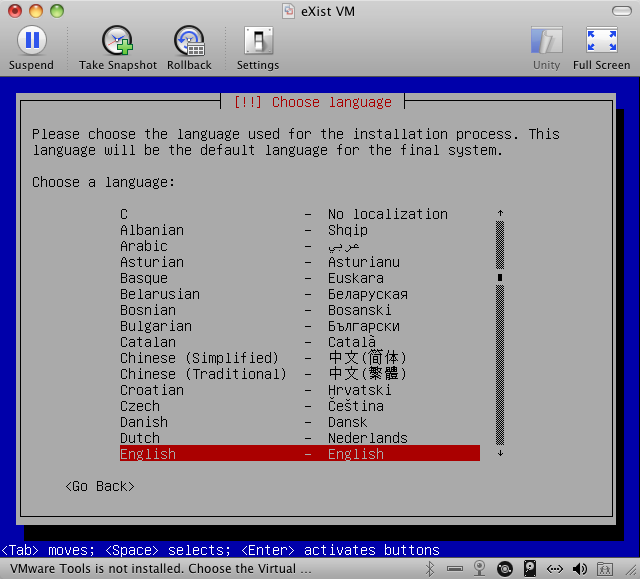 eXist VM
Suspend Take Snapshot Rollback Settings Unity Full Screen
[!!] Choose language
Please choose the language used for the installation process. This
language will be the default language for the final system.
Choose a language:
C - No localization
Albanian - Shqip
Arabic - عربي
Asturian - Asturianu
Basque - Euskara
Belarusian - Беларуская
Bosnian - Bosanski
Bulgarian - Български
Catalan - Català
Chinese (Simplified) - 中文(简体)
Chinese (Traditional) - 中文(繁體)
Croatian - Hrvatski
Czech - Čeština
Danish - Dansk
Dutch - Nederlands
English - English
<Go Back>
<Tab> moves; <Space> selects; <Enter> activates buttons
VMware Tools is not installed. Choose the Virtual ...